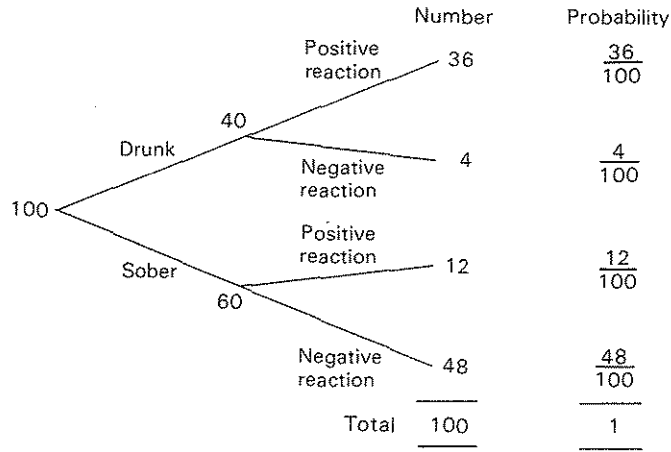 Number Probability
Positive
reaction 36 36/100
40
Drunk
Negative
reaction 4 4/100
100
Positive
reaction 12 12/100
Sober
60
Negative
reaction 48 48/100
Total 100 1